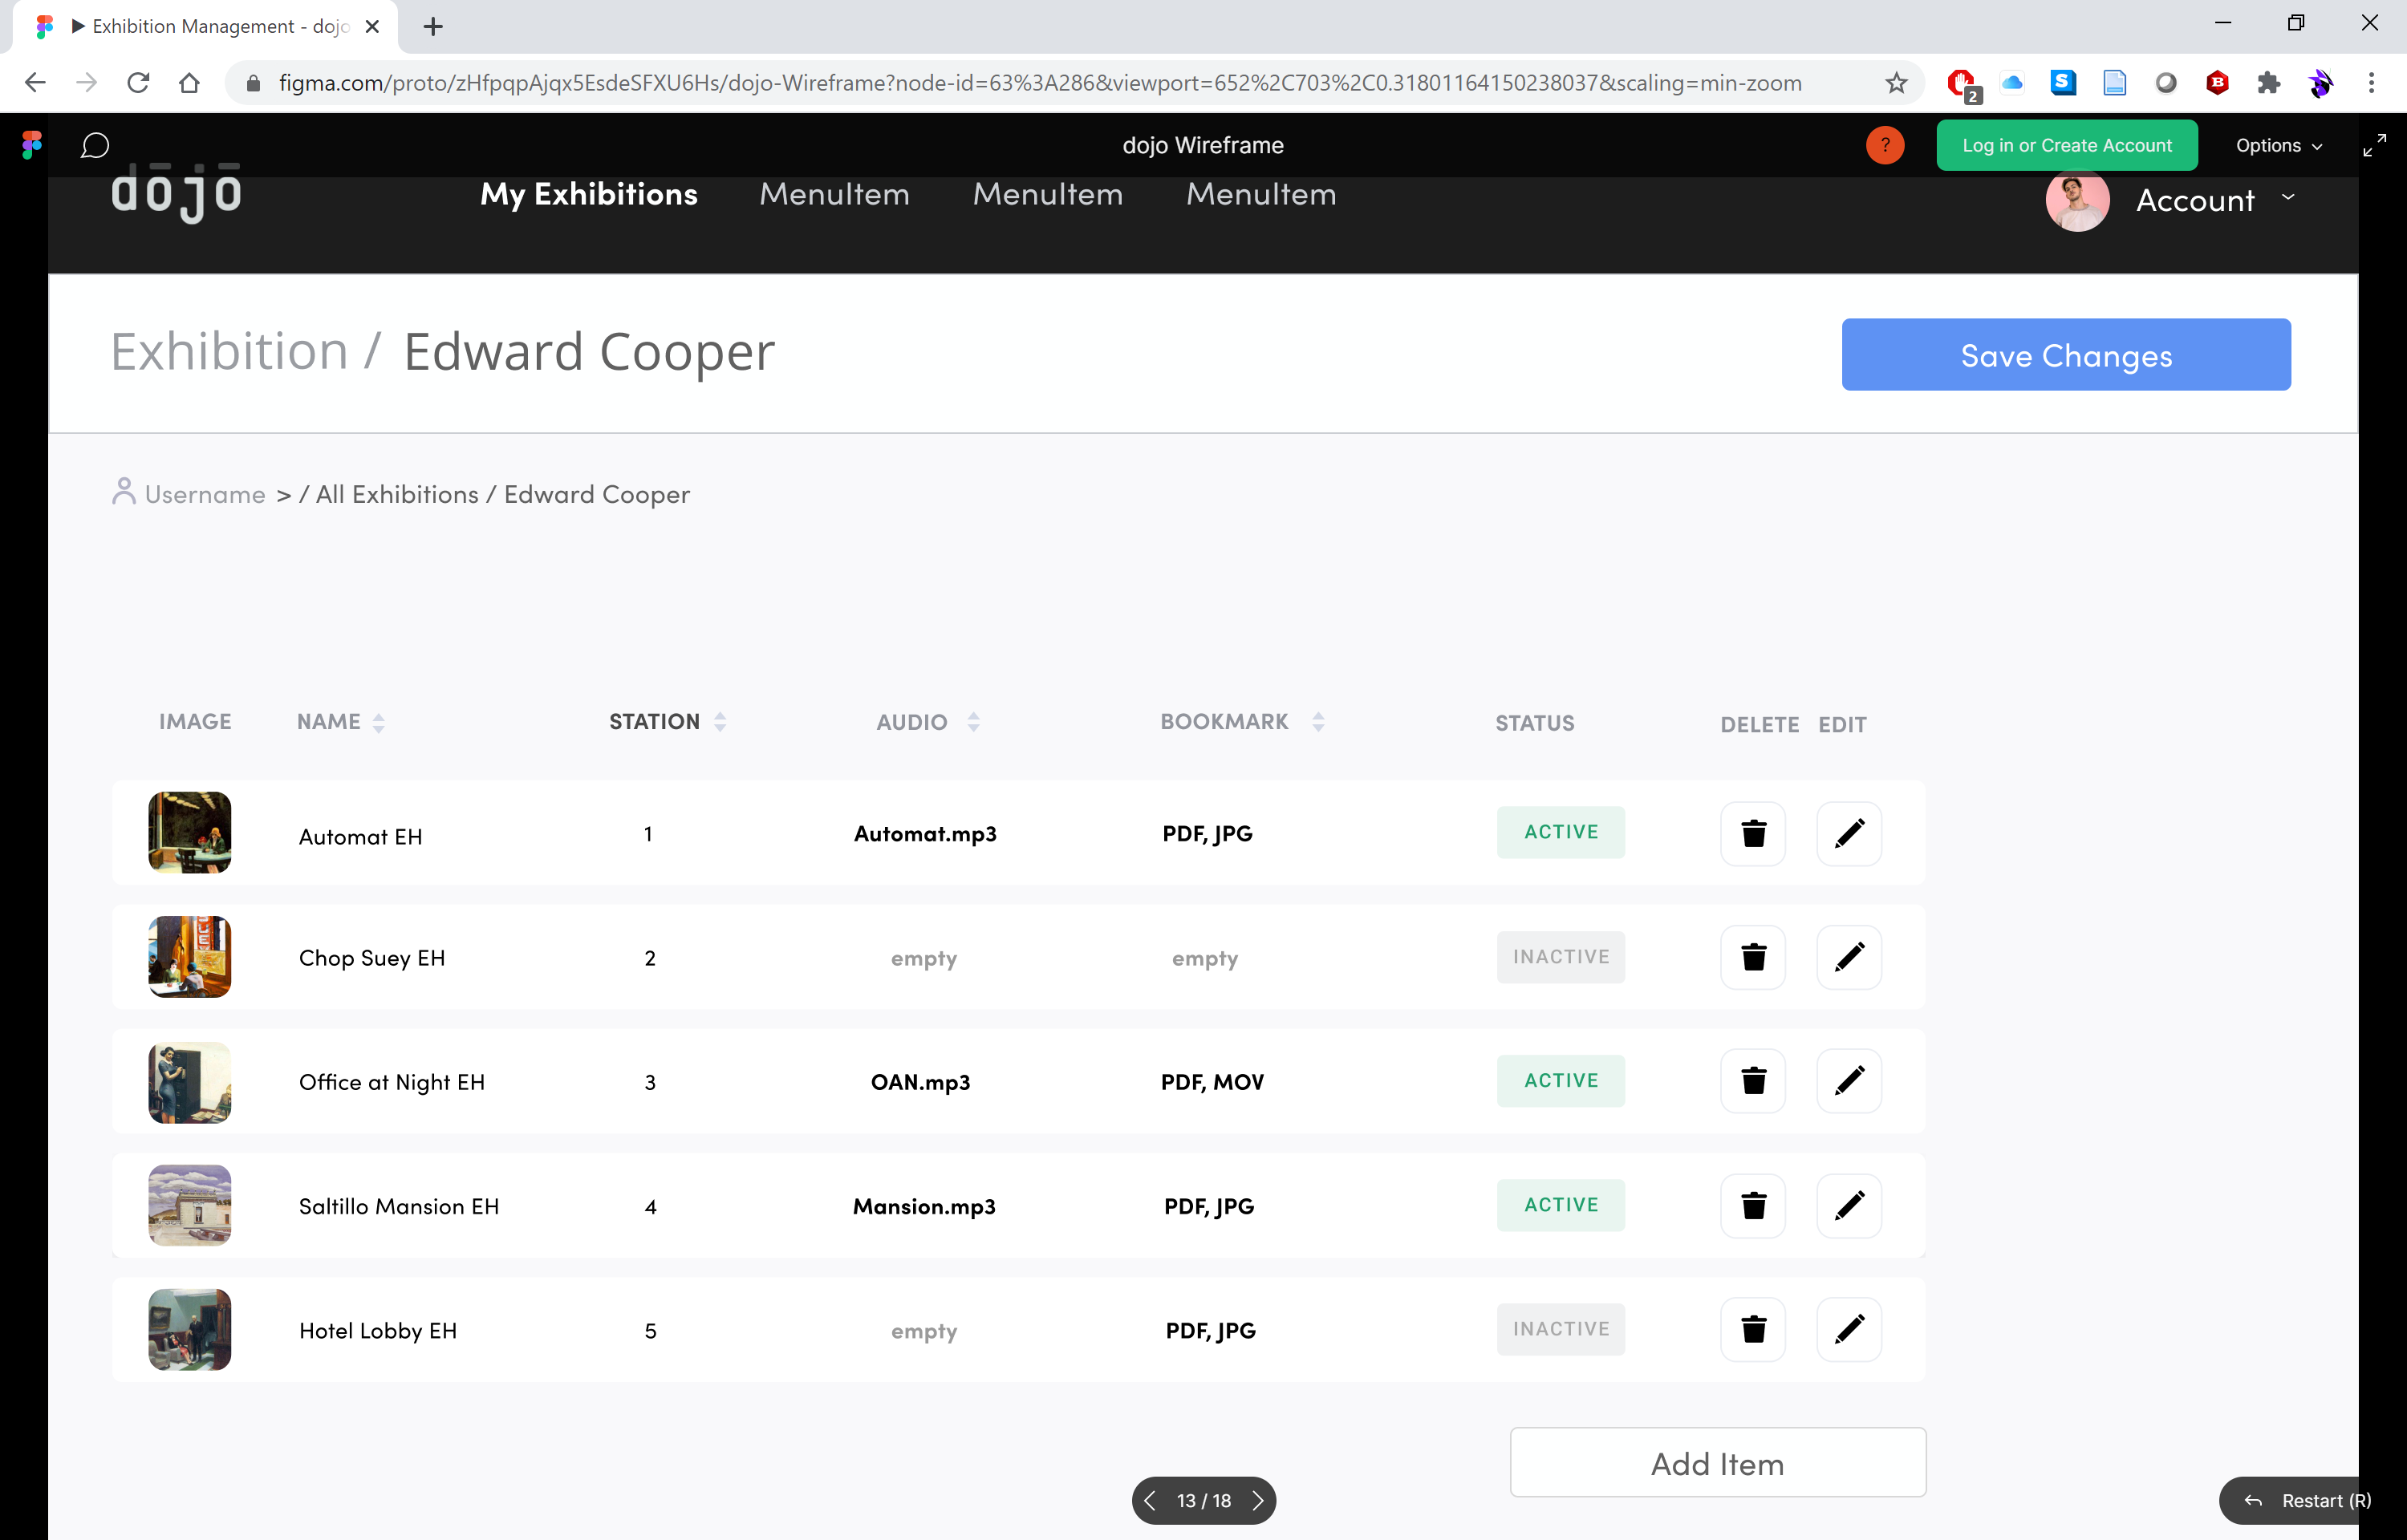 Exhibition Management - dojo
figma.com/proto/zHfpqpAjqx5EsdeSFXU6Hs/dojo-Wireframe?node-id=63%3A286&viewport=652%2C703%2C0.31801164150238037&scaling=min-zoom
2
S
B
dojo Wireframe
?
Log in or Create Account
Options
dōjō
My Exhibitions
MenuItem
MenuItem
MenuItem
Account
Exhibition / Edward Cooper
Save Changes
Username > / All Exhibitions / Edward Cooper
IMAGE NAME STATION AUDIO BOOKMARK STATUS DELETE EDIT
Automat EH 1 Automat.mp3 PDF, JPG ACTIVE
Chop Suey EH 2 empty empty INACTIVE
Office at Night EH 3 OAN.mp3 PDF, MOV ACTIVE
Saltillo Mansion EH 4 Mansion.mp3 PDF, JPG ACTIVE
Hotel Lobby EH 5 empty PDF, JPG INACTIVE
Add Item
13 / 18
Restart (R)